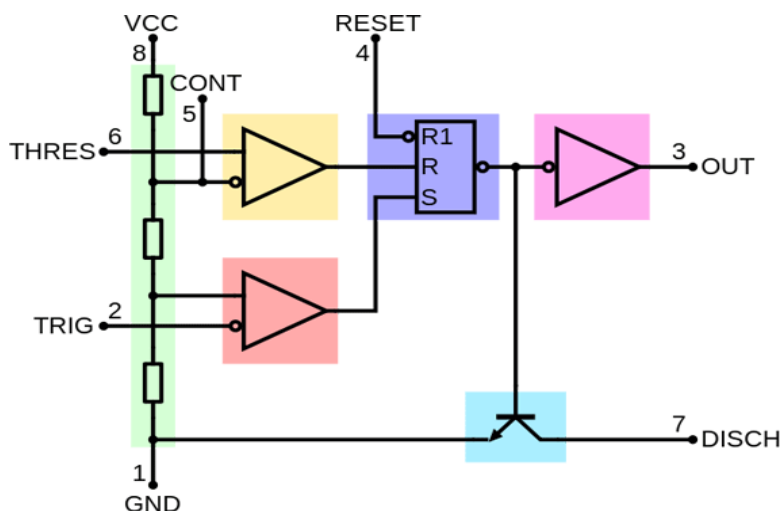 VCC
RESET
8
4
CONT
5
6
THRES
R1
R
S
3
OUT
2
TRIG
7
DISCH
1
GND